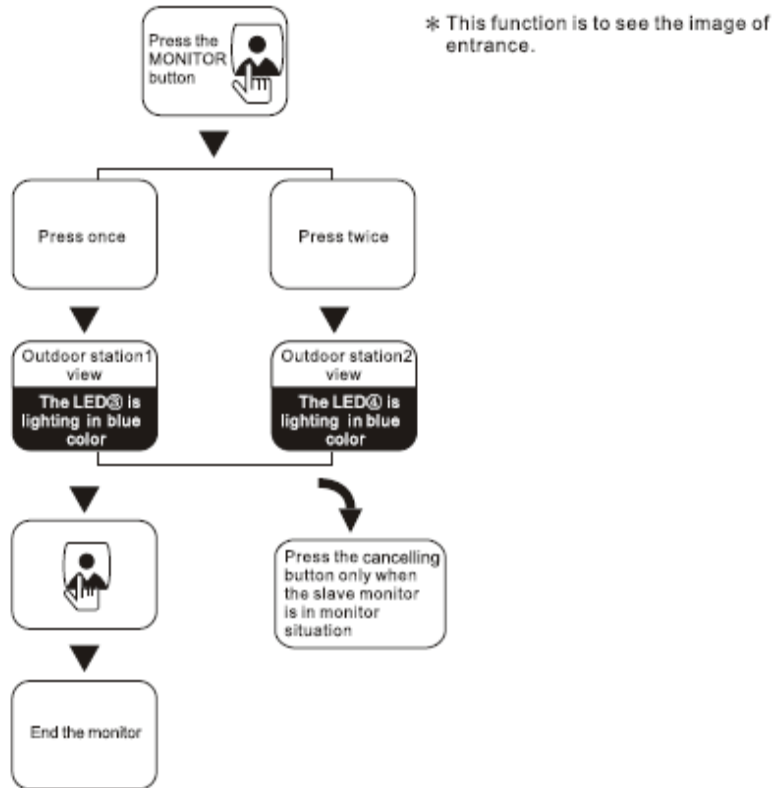 Press the
MONITOR
button
* This function is to see the image of
entrance.
Press once
Press twice
Outdoor station1
view
The LED③ is
lighting in blue
color
Outdoor station2
view
The LED④ is
lighting in blue
color
Press the cancelling
button only when
the slave monitor
is in monitor
situation
End the monitor